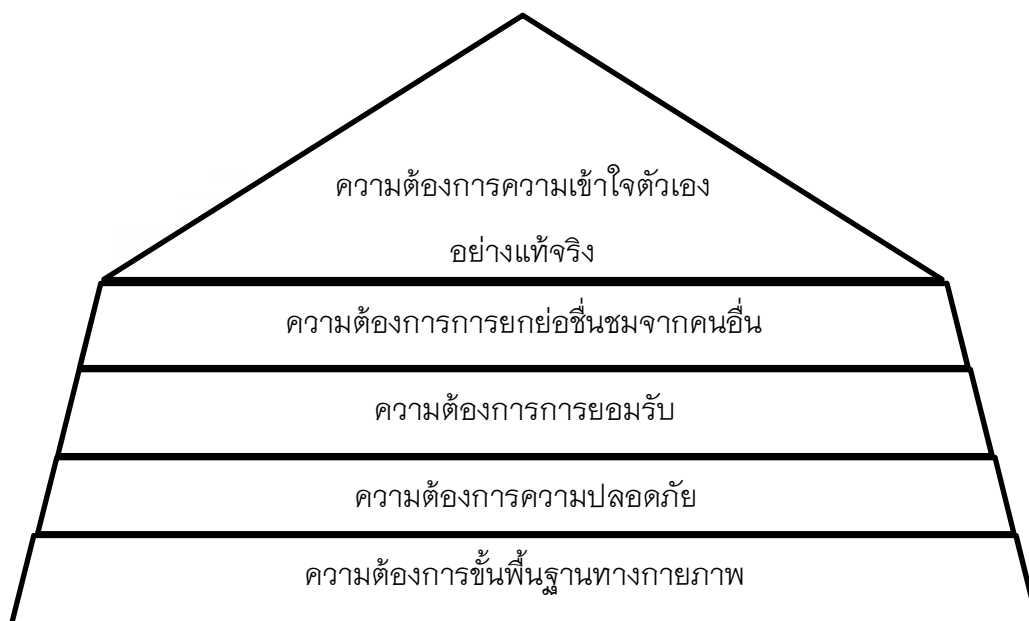 ความต้องการความเข้าใจตัวเอง
อย่างแท้จริง
ความต้องการการยกย่อชื่นชมจากคนอื่น
ความต้องการการยอมรับ
ความต้องการความปลอดภัย
ความต้องการขั้นพื้นฐานทางกายภาพ